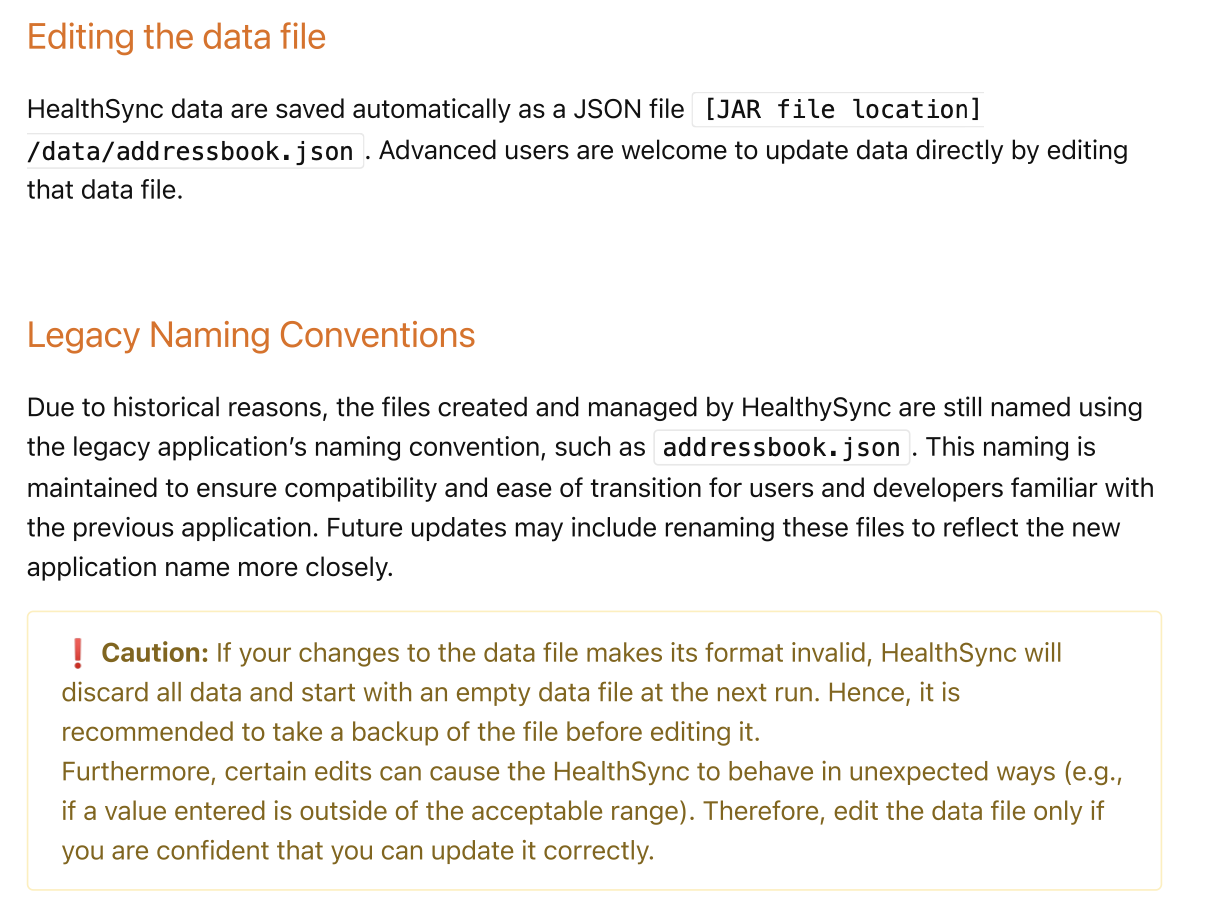 Editing the data file
HealthSync data are saved automatically as a JSON file [JAR file location]
/data/addressbook.json . Advanced users are welcome to update data directly by editing
that data file.
Legacy Naming Conventions
Due to historical reasons, the files created and managed by HealthySync are still named using
the legacy application’s naming convention, such as addressbook.json . This naming is
maintained to ensure compatibility and ease of transition for users and developers familiar with
the previous application. Future updates may include renaming these files to reflect the new
application name more closely.
❗ Caution: If your changes to the data file makes its format invalid, HealthSync will
discard all data and start with an empty data file at the next run. Hence, it is
recommended to take a backup of the file before editing it.
Furthermore, certain edits can cause the HealthSync to behave in unexpected ways (e.g.,
if a value entered is outside of the acceptable range). Therefore, edit the data file only if
you are confident that you can update it correctly.